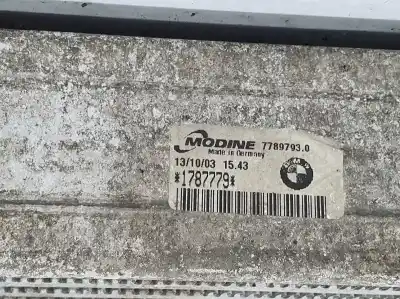 MODINE 7789793.0
Made in Germany
13/10/03 15.43
BMW
*1787779*